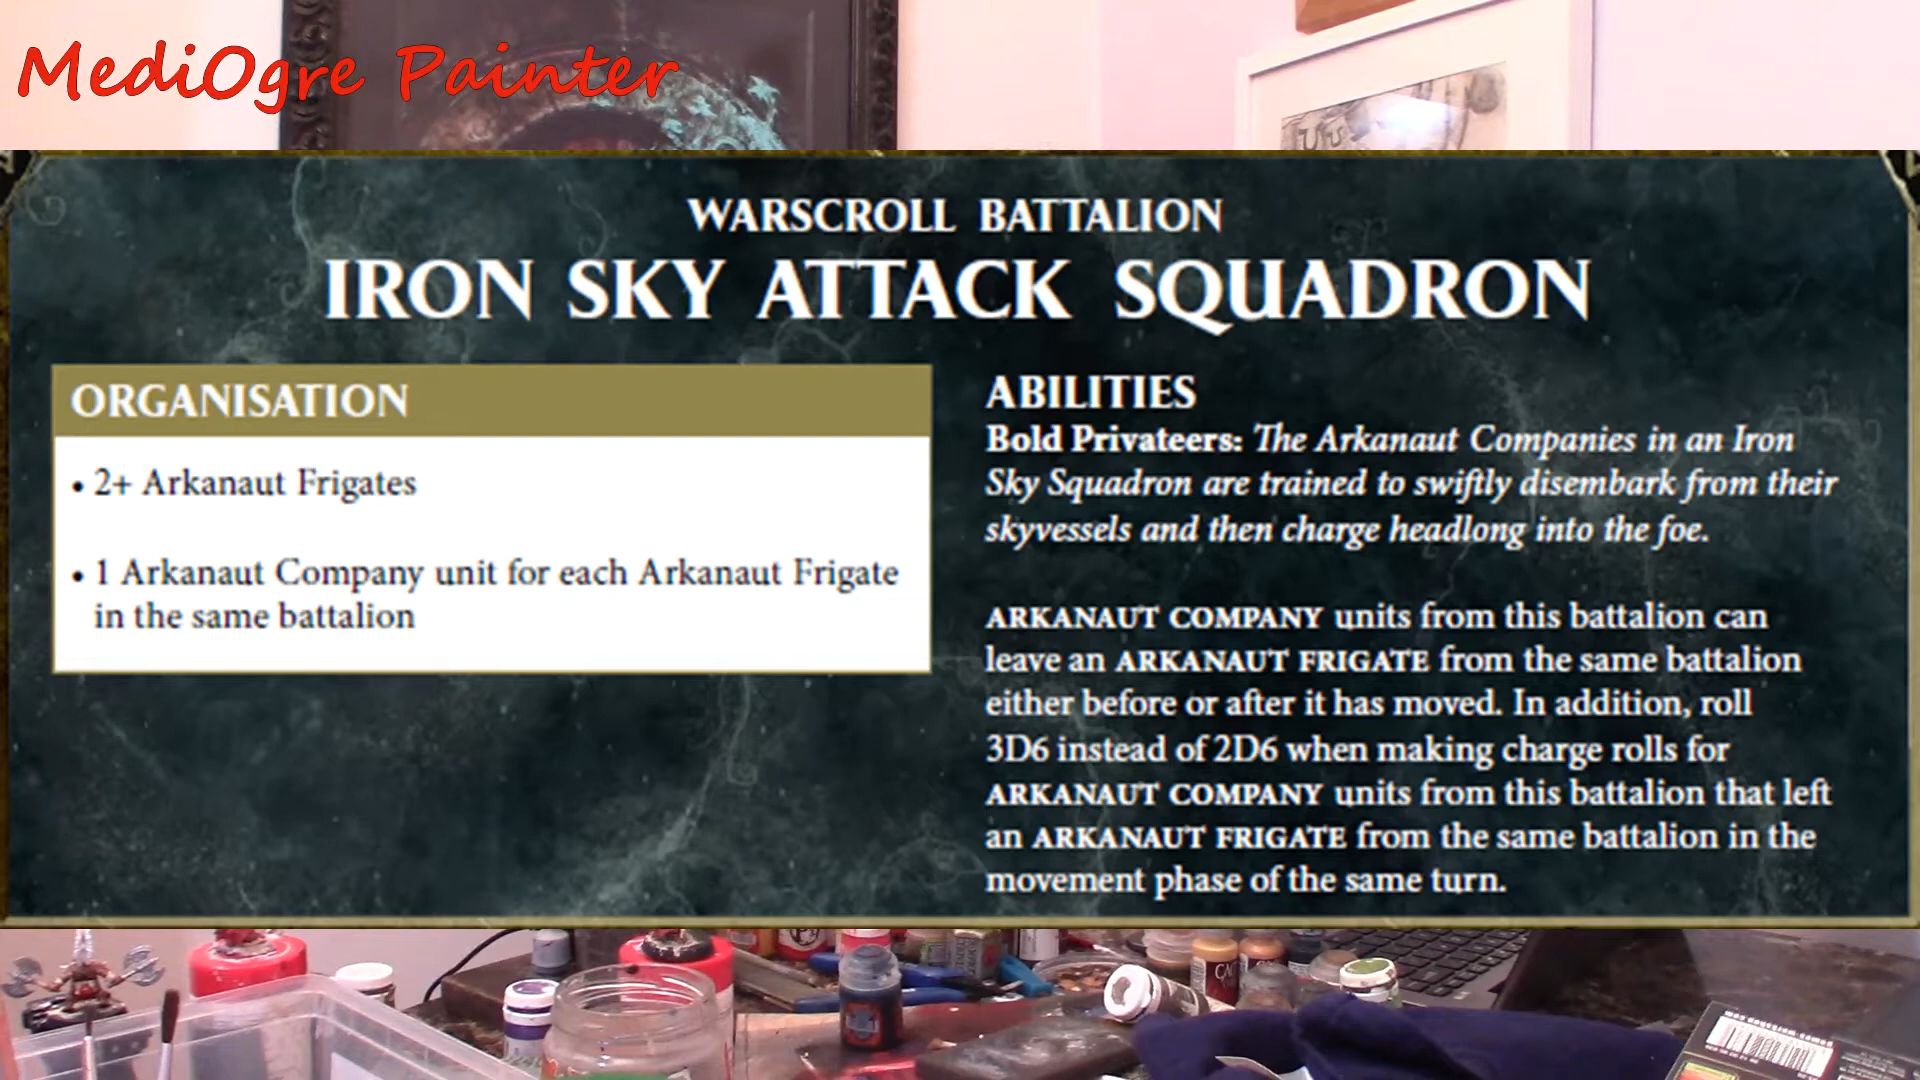 MediOgre Painter
WARSCROLL BATTALION
IRON SKY ATTACK SQUADRON
ORGANISATION
• 2+ Arkanaut Frigates
• 1 Arkanaut Company unit for each Arkanaut Frigate
in the same battalion
ABILITIES
Bold Privateers: The Arkanaut Companies in an Iron
Sky Squadron are trained to swiftly disembark from their
skyvessels and then charge headlong into the foe.
ARKANAUT COMPANY units from this battalion can
leave an ARKANAUT FRIGATE from the same battalion
either before or after it has moved. In addition, roll
3D6 instead of 2D6 when making charge rolls for
ARKANAUT COMPANY units from this battalion that left
an ARKANAUT FRIGATE from the same battalion in the
movement phase of the same turn.